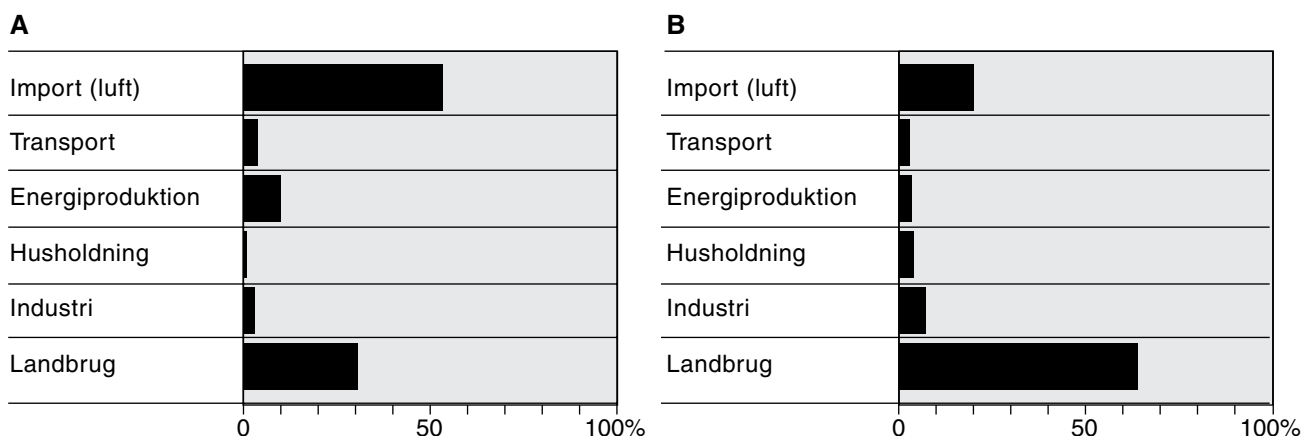 A
Import (luft)
Transport
Energiproduktion
Husholdning
Industri
Landbrug
0 50 100%
B
Import (luft)
Transport
Energiproduktion
Husholdning
Industri
Landbrug
0 50 100%